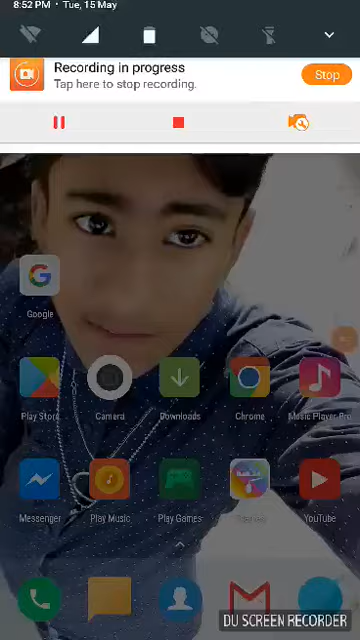 8:52 PM • Tue, 15 May
Recording in progress
Tap here to stop recording.
Stop
Google
Play Store
Camera
Downloads
Chrome
Music Player Pro
Messenger
Play Music
Play Games
YouTube
DU SCREEN RECORDER